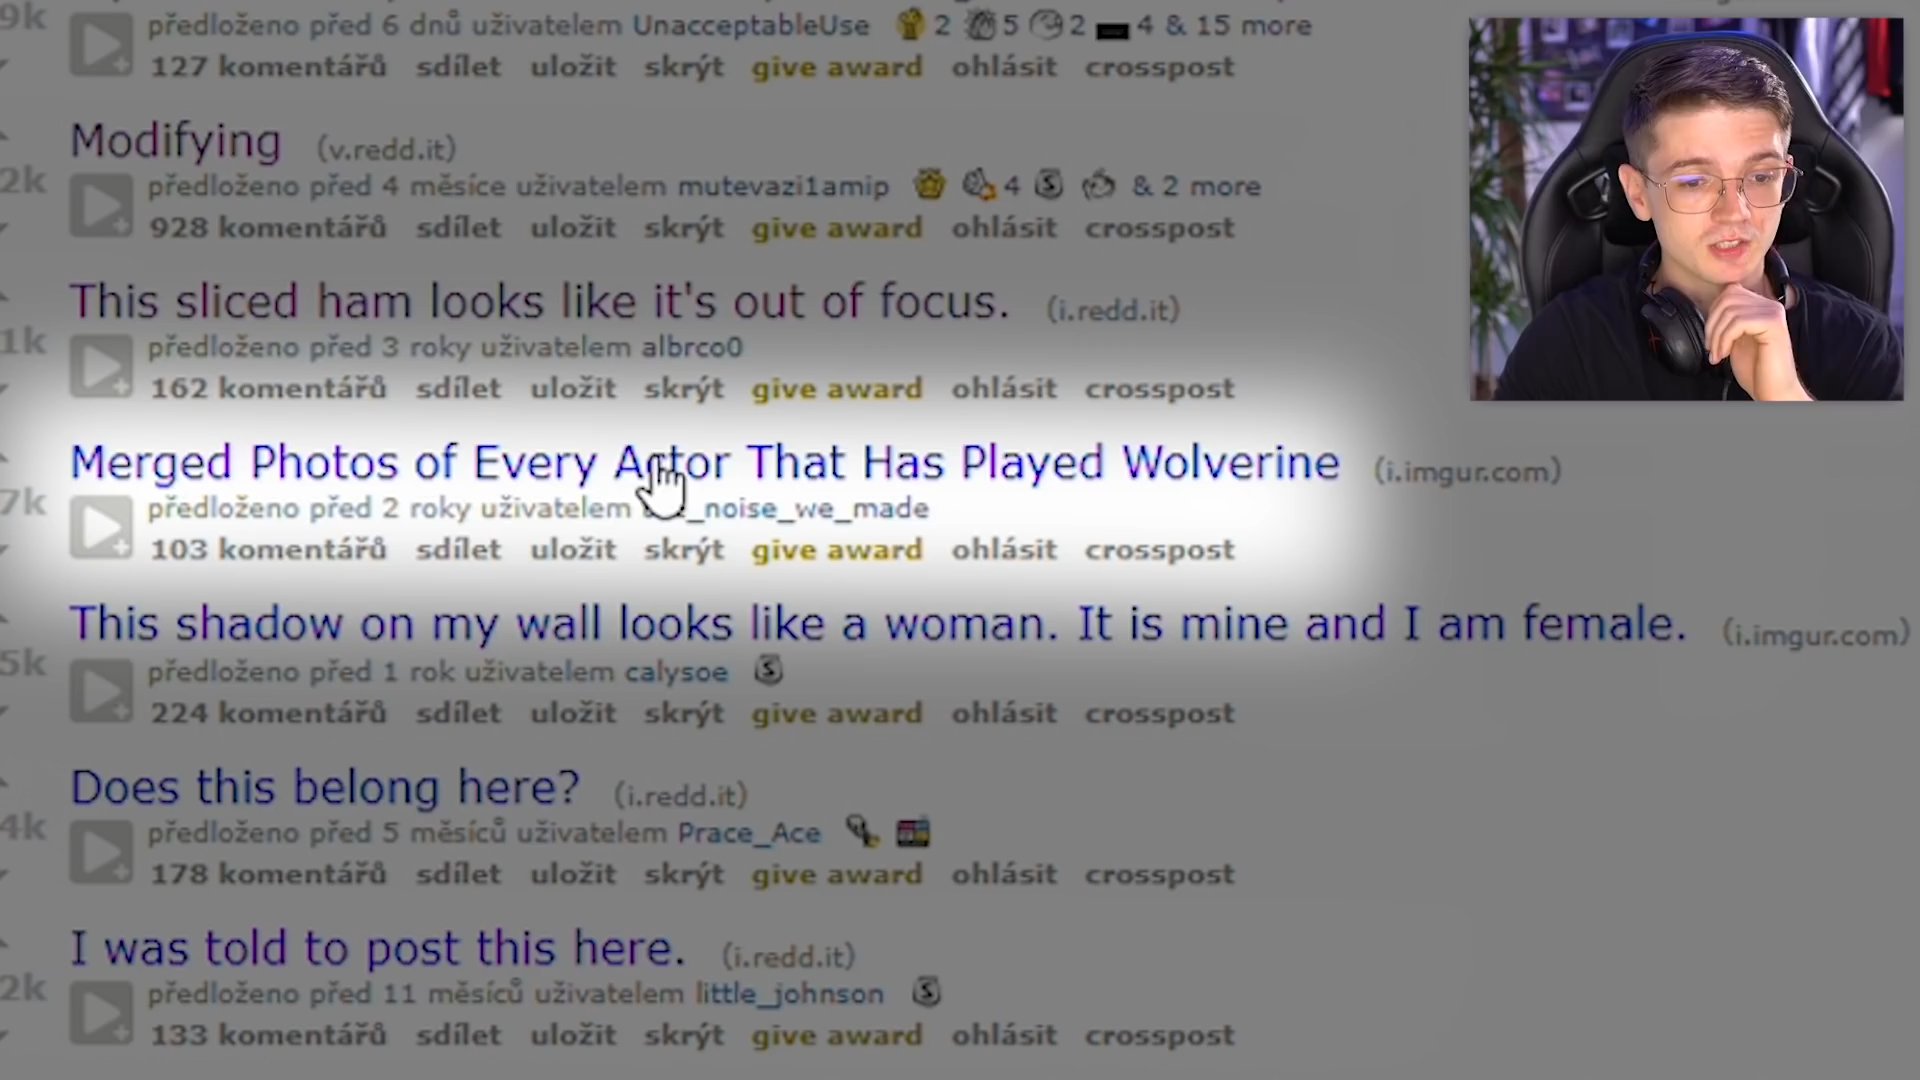 9k
předloženo před 6 dnů uživatelem UnacceptableUse 2 5 2 4 & 15 more
127 komentářů sdílet uložit skrýt give award ohlásit crosspost
Modifying (v.redd.it)
2k
předloženo před 4 měsíce uživatelem mutevazi1amip 4 & 2 more
928 komentářů sdílet uložit skrýt give award ohlásit crosspost
This sliced ham looks like it's out of focus. (i.redd.it)
1k
předloženo před 3 roky uživatelem albrco0
162 komentářů sdílet uložit skrýt give award ohlásit crosspost
Merged Photos of Every Actor That Has Played Wolverine (i.imgur.com)
7k
předloženo před 2 roky uživatelem _noise_we_made
103 komentářů sdílet uložit skrýt give award ohlásit crosspost
This shadow on my wall looks like a woman. It is mine and I am female. (i.imgur.com)
5k
předloženo před 1 rok uživatelem calysoe
224 komentářů sdílet uložit skrýt give award ohlásit crosspost
Does this belong here? (i.redd.it)
4k
předloženo před 5 měsíců uživatelem Prace_Ace
178 komentářů sdílet uložit skrýt give award ohlásit crosspost
I was told to post this here. (i.redd.it)
2k
předloženo před 11 měsíců uživatelem little_johnson
133 komentářů sdílet uložit skrýt give award ohlásit crosspost